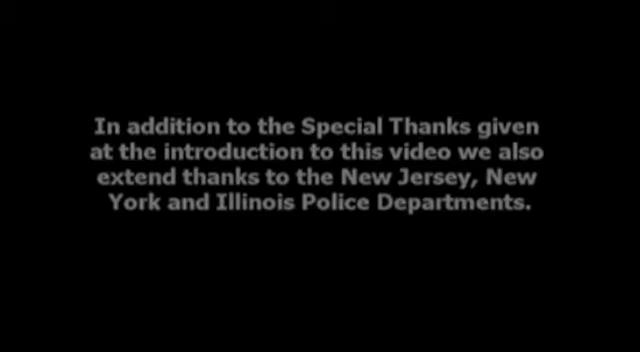 In addition to the Special Thanks given
at the introduction to this video we also
extend thanks to the New Jersey, New
York and Illinois Police Departments.